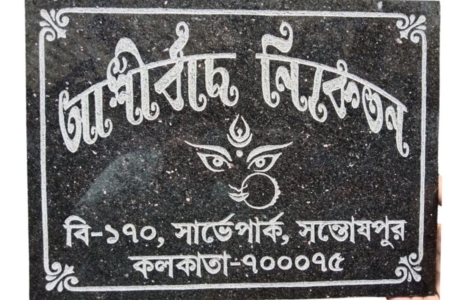 আশীর্বাদ নিকেতন
বি-১৭০, সার্ভেপার্ক, সন্তোষপুর
কলকাতা-৭০০০৭৫